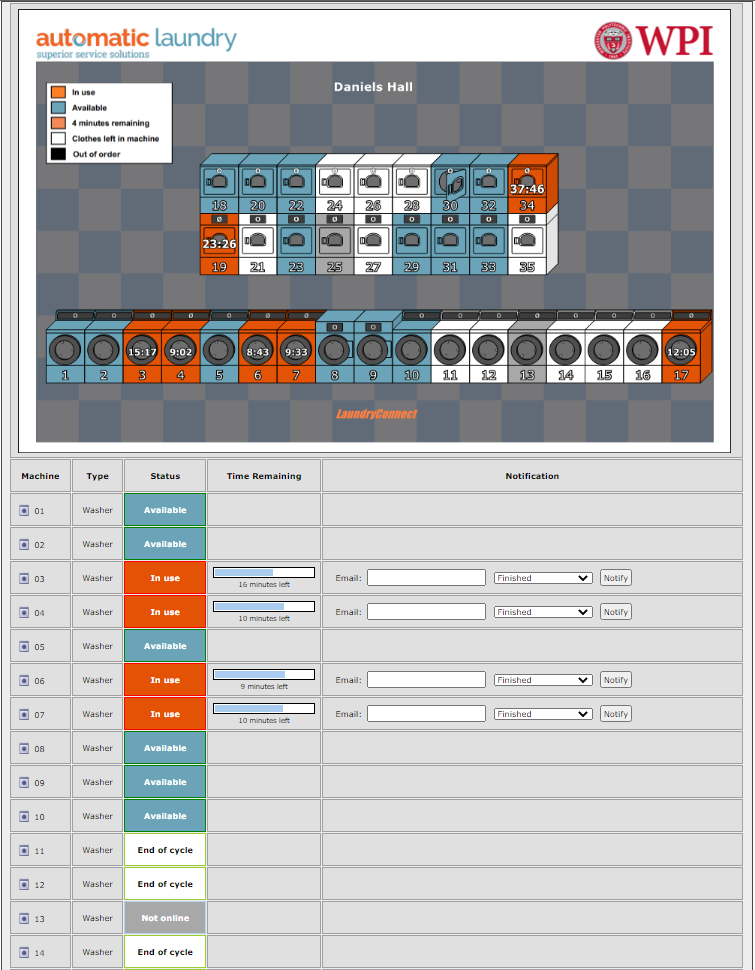 automatic laundry
superior service solutions
WPI
Daniels Hall
In use
Available
4 minutes remaining
Clothes left in machine
Out of order
18 20 22 24 26 28 30 32 37:46 34
23:26 19 21 23 25 27 29 31 33 35
15:17 9:02 8:43 9:33 12:05
1 2 3 4 5 6 7 8 9 10 11 12 13 14 15 16 17
LaundryConnect
Machine Type Status Time Remaining Notification
01 Washer Available
02 Washer Available
03 Washer In use 16 minutes left Email: Finished Notify
04 Washer In use 10 minutes left Email: Finished Notify
05 Washer Available
06 Washer In use 9 minutes left Email: Finished Notify
07 Washer In use 10 minutes left Email: Finished Notify
08 Washer Available
09 Washer Available
10 Washer Available
11 Washer End of cycle
12 Washer End of cycle
13 Washer Not online
14 Washer End of cycle